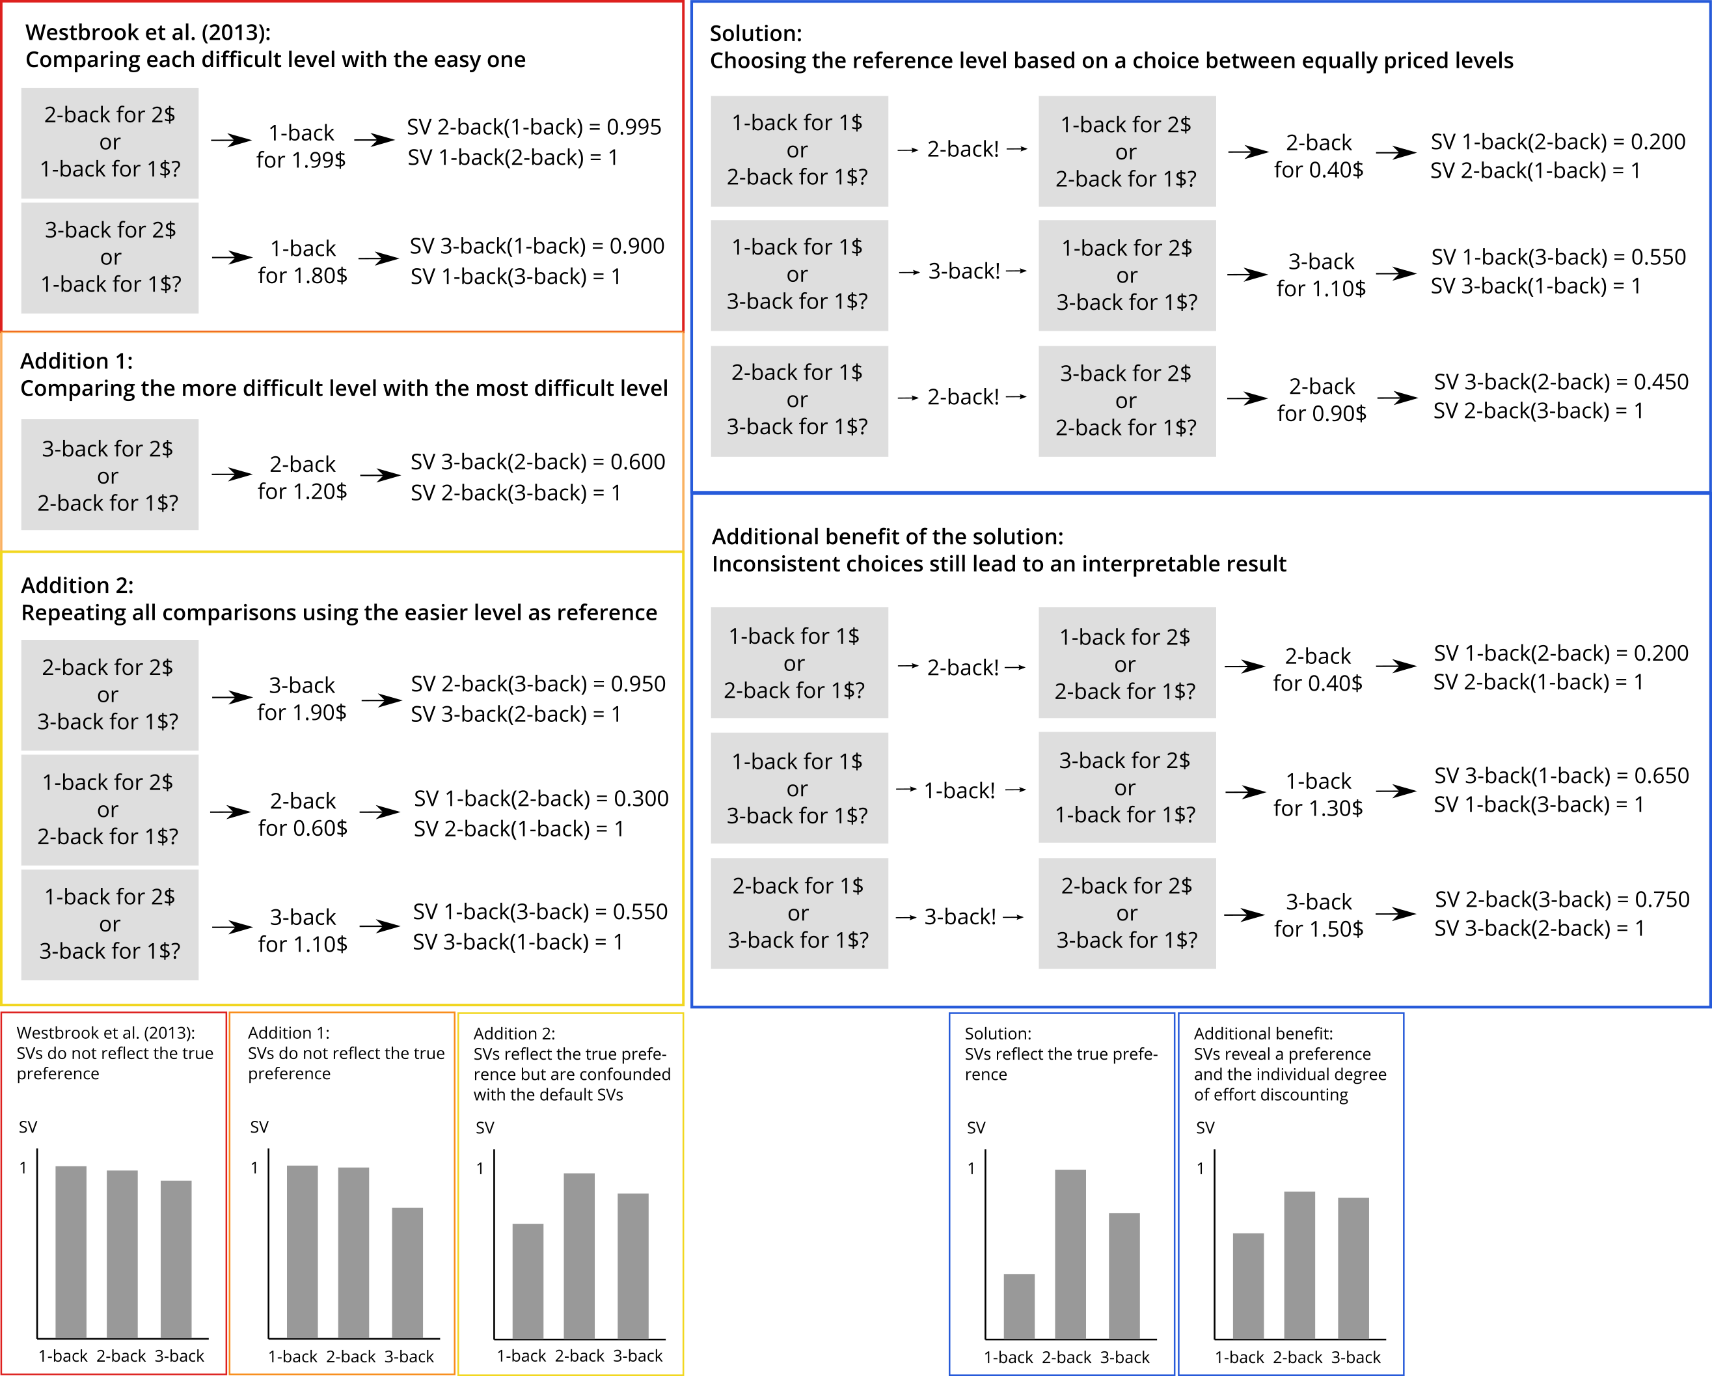 Westbrook et al. (2013):
Comparing each difficult level with the easy one
2-back for 2$
or
1-back for 1$?
1-back
for 1.99$
SV 2-back(1-back) = 0.995
SV 1-back(2-back) = 1
3-back for 2$
or
1-back for 1$?
1-back
for 1.80$
SV 3-back(1-back) = 0.900
SV 1-back(3-back) = 1
Addition 1:
Comparing the more difficult level with the most difficult level
3-back for 2$
or
2-back for 1$?
2-back
for 1.20$
SV 3-back(2-back) = 0.600
SV 2-back(3-back) = 1
Addition 2:
Repeating all comparisons using the easier level as reference
2-back for 2$
or
3-back for 1$?
3-back
for 1.90$
SV 2-back(3-back) = 0.950
SV 3-back(2-back) = 1
1-back for 2$
or
2-back for 1$?
2-back
for 0.60$
SV 1-back(2-back) = 0.300
SV 2-back(1-back) = 1
1-back for 2$
or
3-back for 1$?
3-back
for 1.10$
SV 1-back(3-back) = 0.550
SV 3-back(1-back) = 1
Solution:
Choosing the reference level based on a choice between equally priced levels
1-back for 1$
or
2-back for 1$?
2-back!
1-back for 2$
or
2-back for 1$?
2-back
for 0.40$
SV 1-back(2-back) = 0.200
SV 2-back(1-back) = 1
1-back for 1$
or
3-back for 1$?
3-back!
1-back for 2$
or
3-back for 1$?
3-back
for 1.10$
SV 1-back(3-back) = 0.550
SV 3-back(1-back) = 1
2-back for 1$
or
3-back for 1$?
2-back!
3-back for 2$
or
2-back for 1$?
2-back
for 0.90$
SV 3-back(2-back) = 0.450
SV 2-back(3-back) = 1
Additional benefit of the solution:
Inconsistent choices still lead to an interpretable result
1-back for 1$
or
2-back for 1$?
2-back!
1-back for 2$
or
2-back for 1$?
2-back
for 0.40$
SV 1-back(2-back) = 0.200
SV 2-back(1-back) = 1
1-back for 1$
or
3-back for 1$?
1-back!
3-back for 2$
or
1-back for 1$?
1-back
for 1.30$
SV 3-back(1-back) = 0.650
SV 1-back(3-back) = 1
2-back for 1$
or
3-back for 1$?
3-back!
2-back for 2$
or
3-back for 1$?
3-back
for 1.50$
SV 2-back(3-back) = 0.750
SV 3-back(2-back) = 1
Westbrook et al. (2013):
SVs do not reflect the true
preference
SV
1
1-back 2-back 3-back
Addition 1:
SVs do not reflect the true
preference
SV
1
1-back 2-back 3-back
Addition 2:
SVs reflect the true prefe-
rence but are confounded
with the default SVs
SV
1
1-back 2-back 3-back
Solution:
SVs reflect the true prefe-
rence
SV
1
1-back 2-back 3-back
Additional benefit:
SVs reveal a preference
and the individual degree
of effort discounting
SV
1
1-back 2-back 3-back